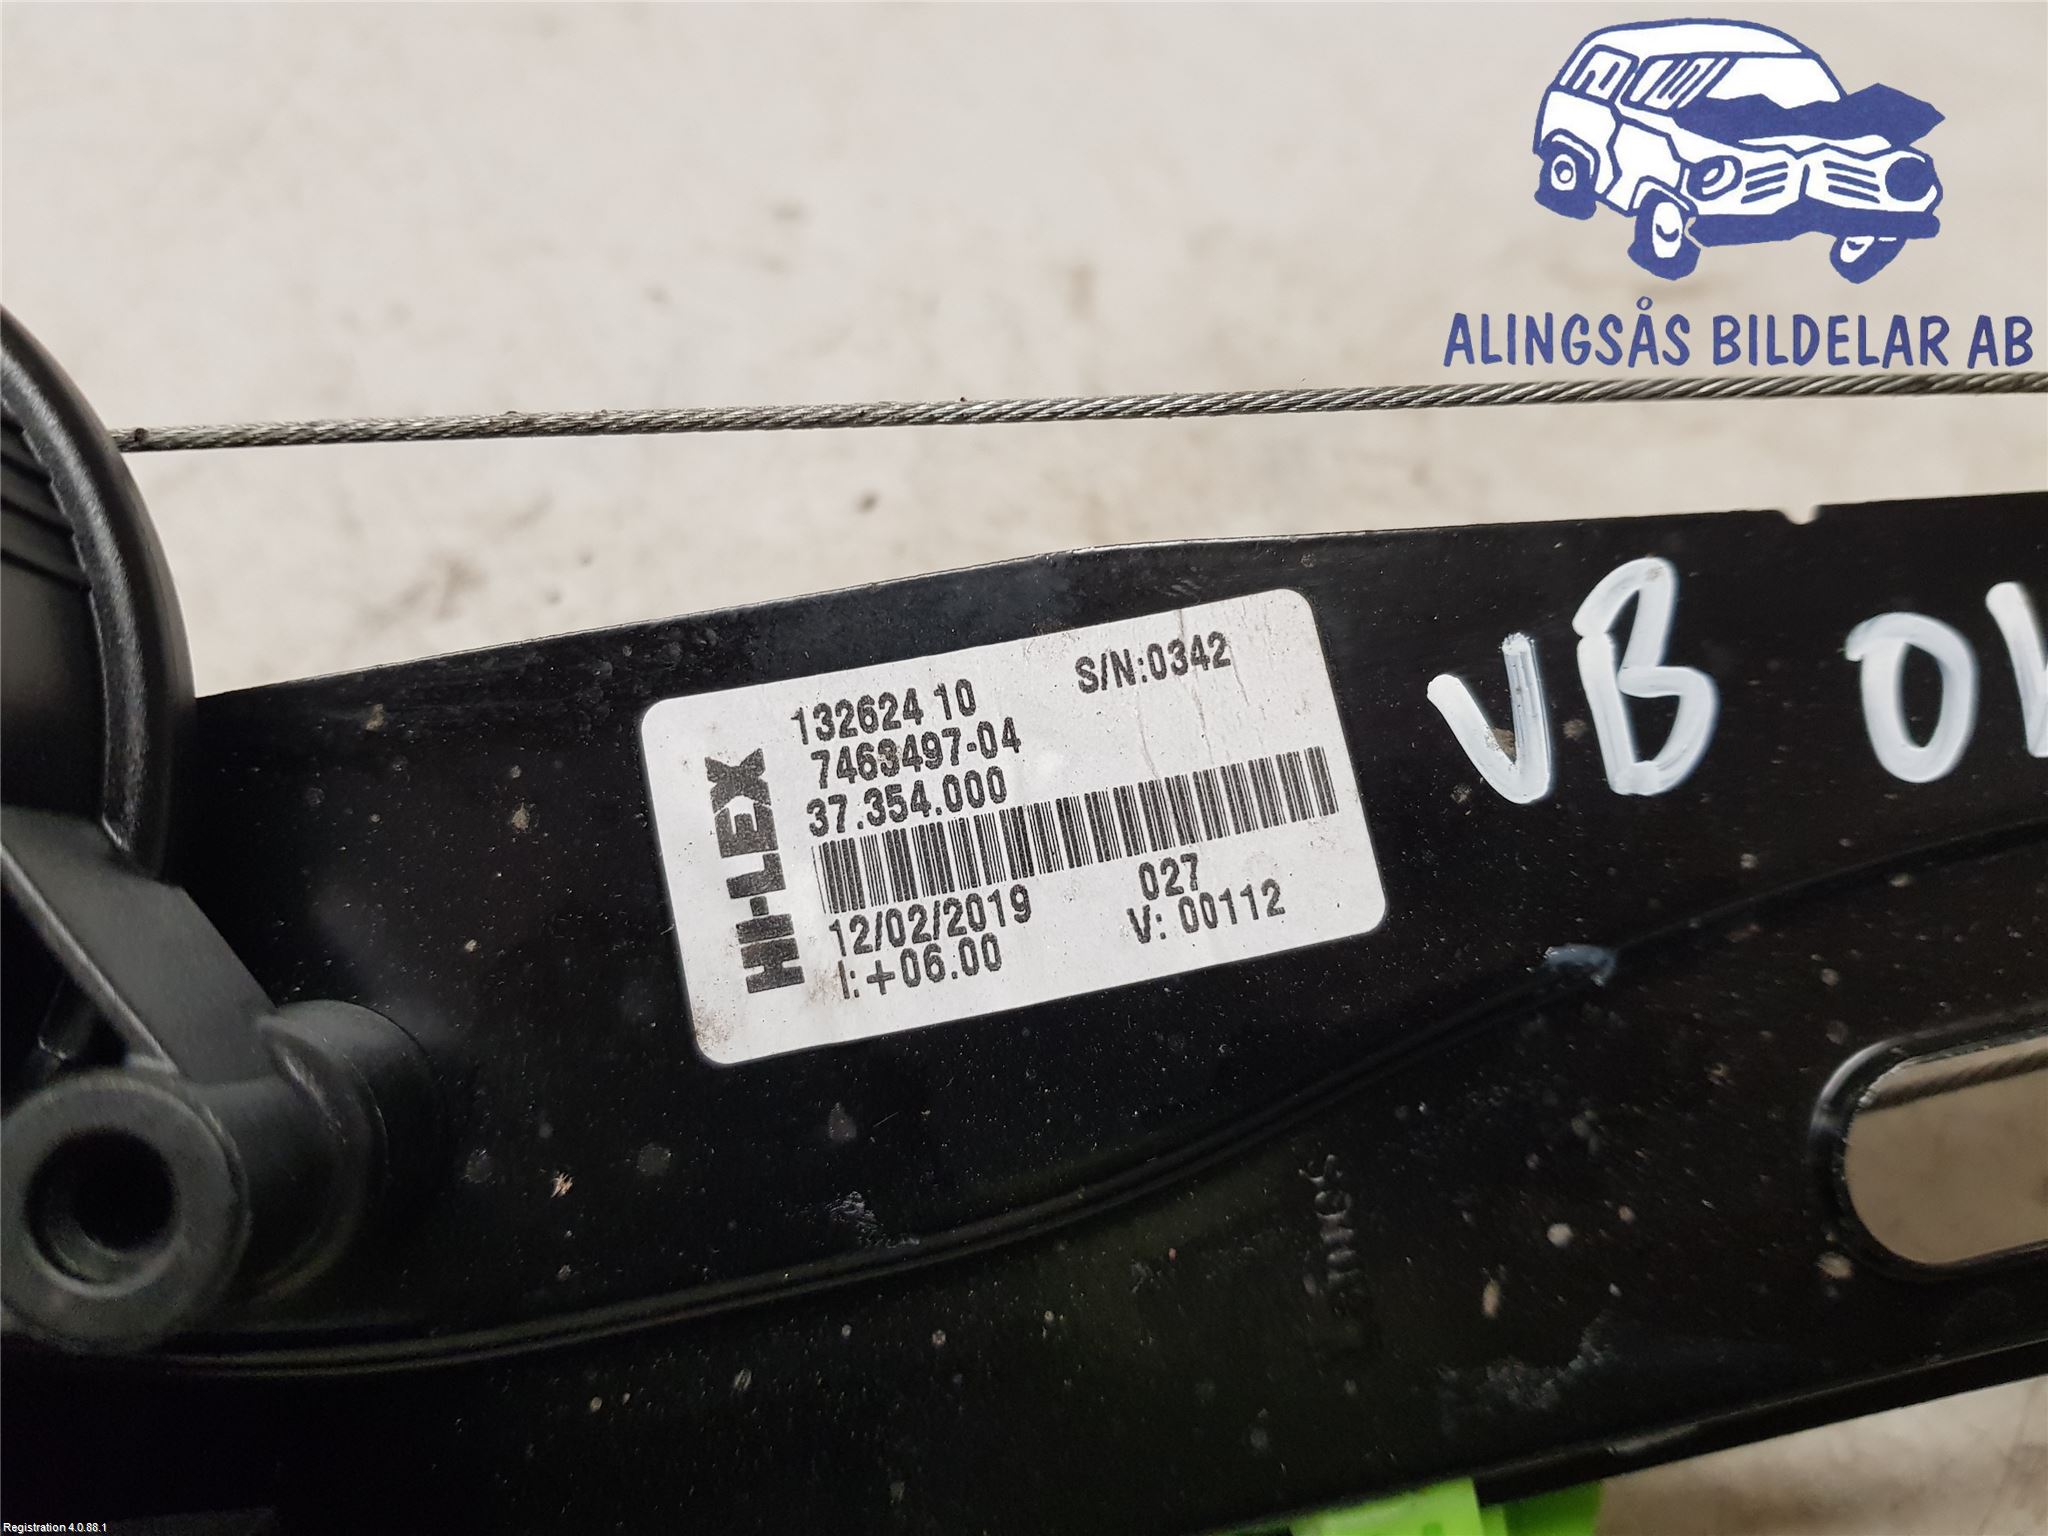 ALINGSÅS BILDELAR AB
HI-LEX
132624 10
S/N:0342
7463497-04
37.354.000
12/02/2019
027
I: +06.00
V: 00112
VB
Registration 4.0.88.1